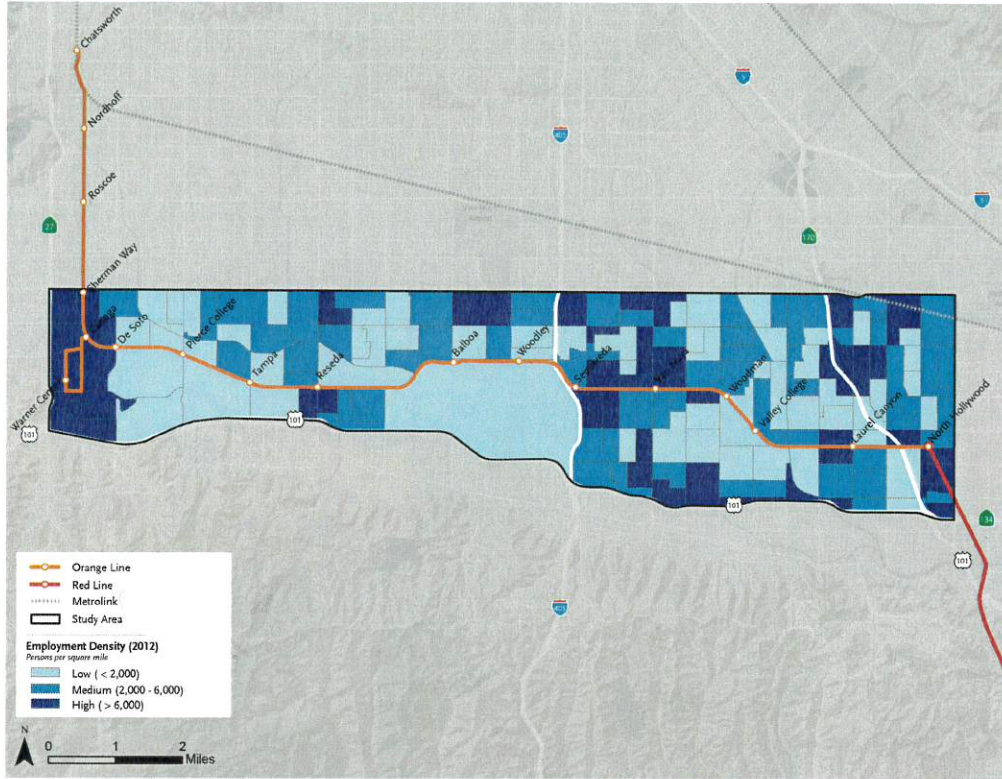 Chatsworth
Nordhoff
Roscoe
Sherman Way
De Soto
Pierce College
Tampa
Reseda
Balboa
Woodley
Sepulveda
Woodman
Valley College
Laurel Canyon
North Hollywood
Warner Center
27
101
101
405
5
5
170
101
134
101
405
Orange Line
Red Line
Metrolink
Study Area
Employment Density (2012)
Persons per square mile
Low ( < 2,000)
Medium (2,000 - 6,000)
High ( > 6,000)
N
0 1 2
Miles